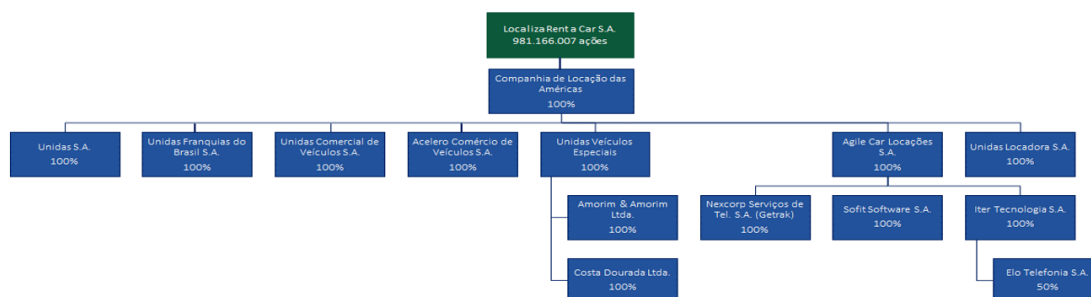 Localiza Rent a Car S.A.
981.166.007 ações
Companhia de Locação das
Américas
100%
Unidas S.A.
100%
Unidas Franquias do
Brasil S.A.
100%
Unidas Comercial de
Veículos S.A.
100%
Acelero Comércio de
Veículos S.A.
100%
Unidas Veículos
Especiais
100%
Agile Car Locações
S.A.
100%
Unidas Locadora S.A.
100%
Amorim & Amorim
Ltda.
100%
Nexcorp Serviços de
Tel. S.A. (Getrak)
100%
Sofit Software S.A.
100%
Iter Tecnologia S.A.
100%
Costa Dourada Ltda.
100%
Elo Telefonia S.A.
50%